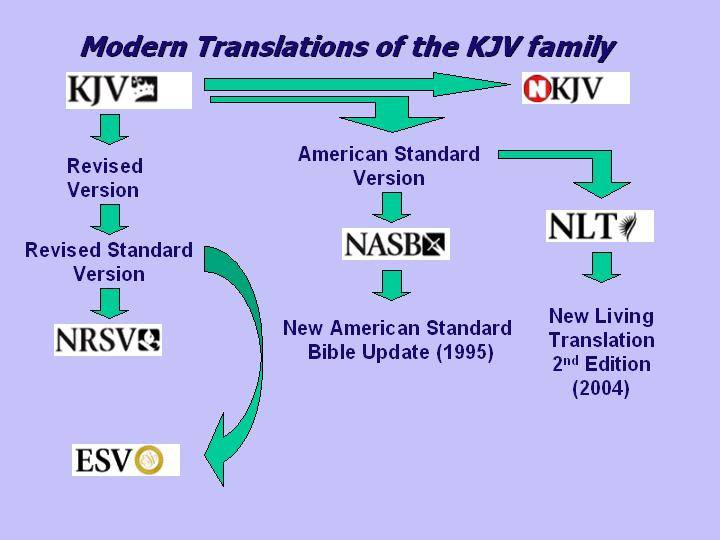 Modern Translations of the KJV family
KJV
NKJV
Revised
Version
American Standard
Version
Revised Standard
Version
NASB
NLT
NRSV
New American Standard
Bible Update (1995)
New Living
Translation
2nd Edition
(2004)
ESV